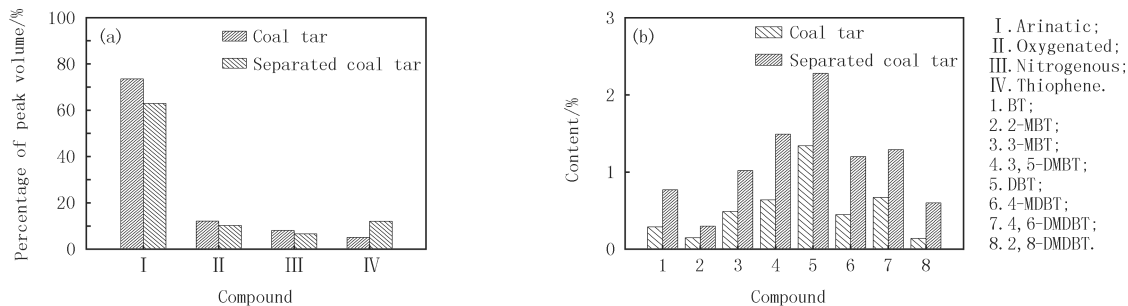 100
80
60
40
20
0
Percentage of peak volume/%
(a)
Coal tar
Separated coal tar
Ⅰ Ⅱ Ⅲ Ⅳ
Compound
3
2
1
0
Content/%
(b)
Coal tar
Separated coal tar
1 2 3 4 5 6 7 8
Compound
Ⅰ.Arinatic;
Ⅱ.Oxygenated;
Ⅲ.Nitrogenous;
Ⅳ.Thiophene.
1.BT;
2.2-MBT;
3.3-MBT;
4.3,5-DMBT;
5.DBT;
6.4-MDBT;
7.4,6-DMDBT;
8.2,8-DMDBT.